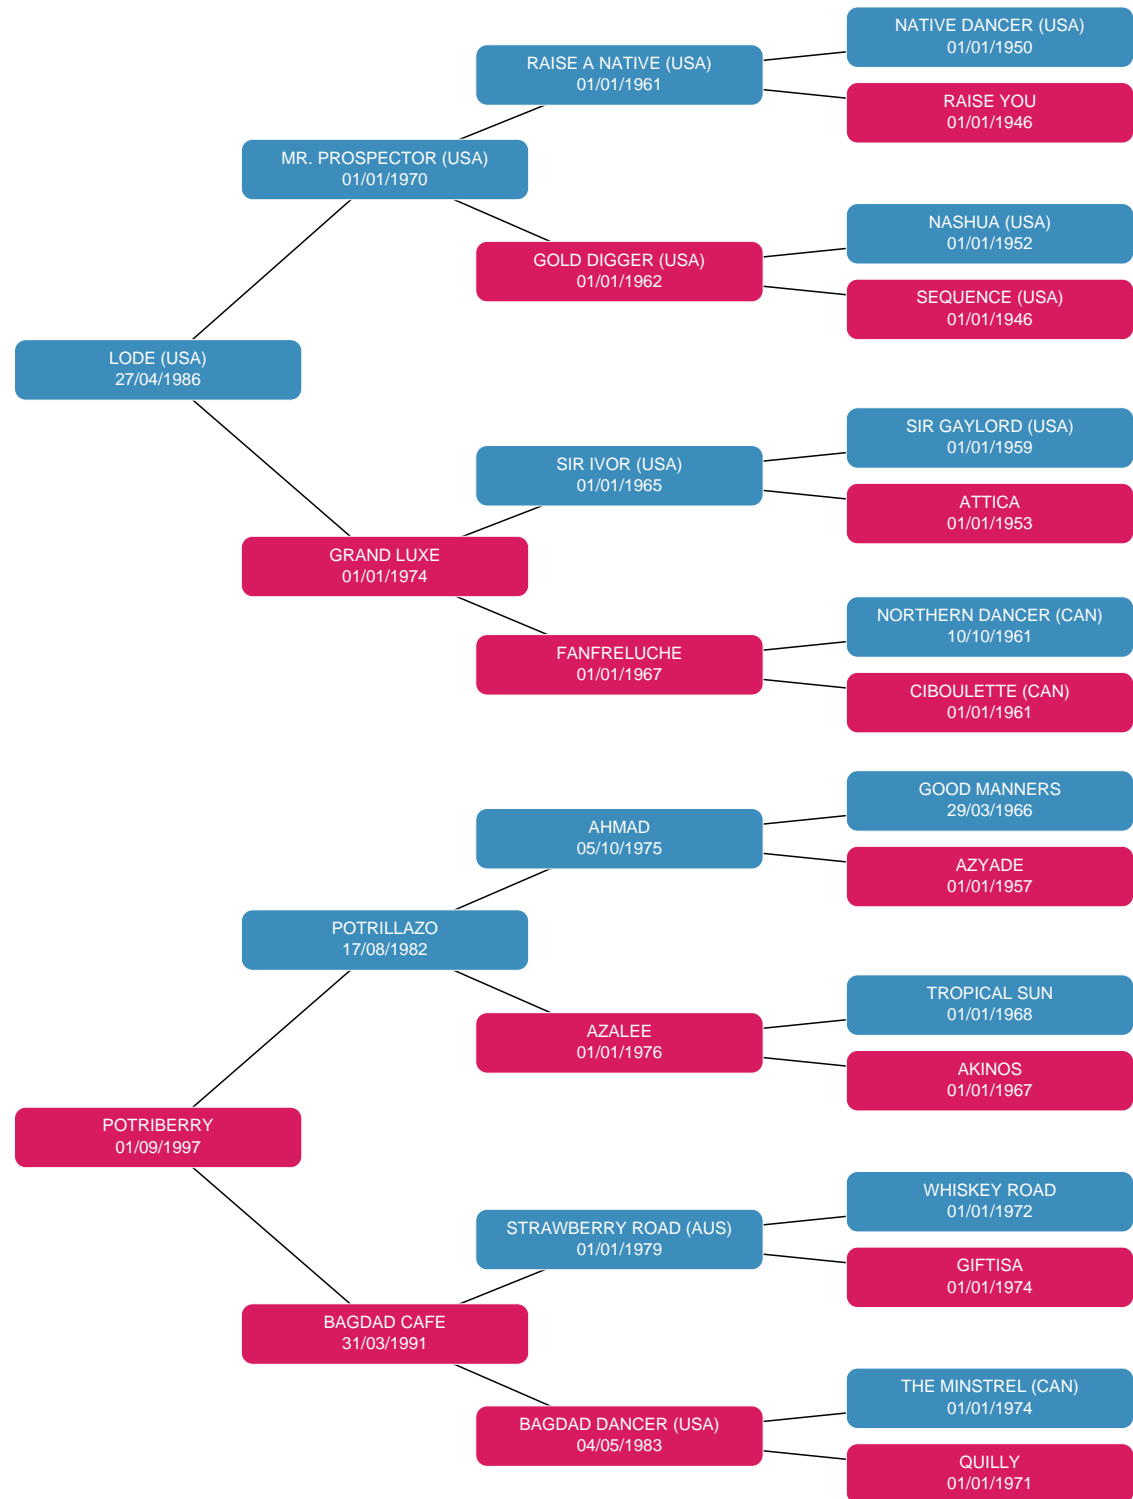 NATIVE DANCER (USA)
01/01/1950
RAISE A NATIVE (USA)
01/01/1961
RAISE YOU
01/01/1946
MR. PROSPECTOR (USA)
01/01/1970
NASHUA (USA)
01/01/1952
GOLD DIGGER (USA)
01/01/1962
SEQUENCE (USA)
01/01/1946
LODE (USA)
27/04/1986
SIR GAYLORD (USA)
01/01/1959
SIR IVOR (USA)
01/01/1965
ATTICA
01/01/1953
GRAND LUXE
01/01/1974
NORTHERN DANCER (CAN)
10/10/1961
FANFRELUCHE
01/01/1967
CIBOULETTE (CAN)
01/01/1961
GOOD MANNERS
29/03/1966
AHMAD
05/10/1975
AZYADE
01/01/1957
POTRILLAZO
17/08/1982
TROPICAL SUN
01/01/1968
AZALEE
01/01/1976
AKINOS
01/01/1967
POTRIBERRY
01/09/1997
WHISKEY ROAD
01/01/1972
STRAWBERRY ROAD (AUS)
01/01/1979
GIFTISA
01/01/1974
BAGDAD CAFE
31/03/1991
THE MINSTREL (CAN)
01/01/1974
BAGDAD DANCER (USA)
04/05/1983
QUILLY
01/01/1971